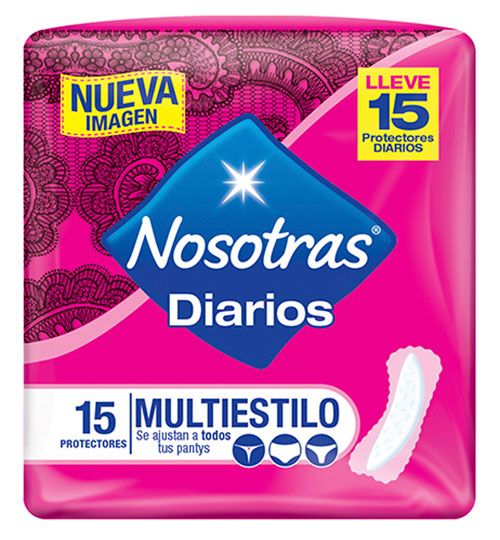 NUEVA
IMAGEN
LLEVE
15
Protectores
DIARIOS
Nosotras®
Diarios
15
PROTECTORES
MULTIESTILO
Se ajustan a todos
tus pantys